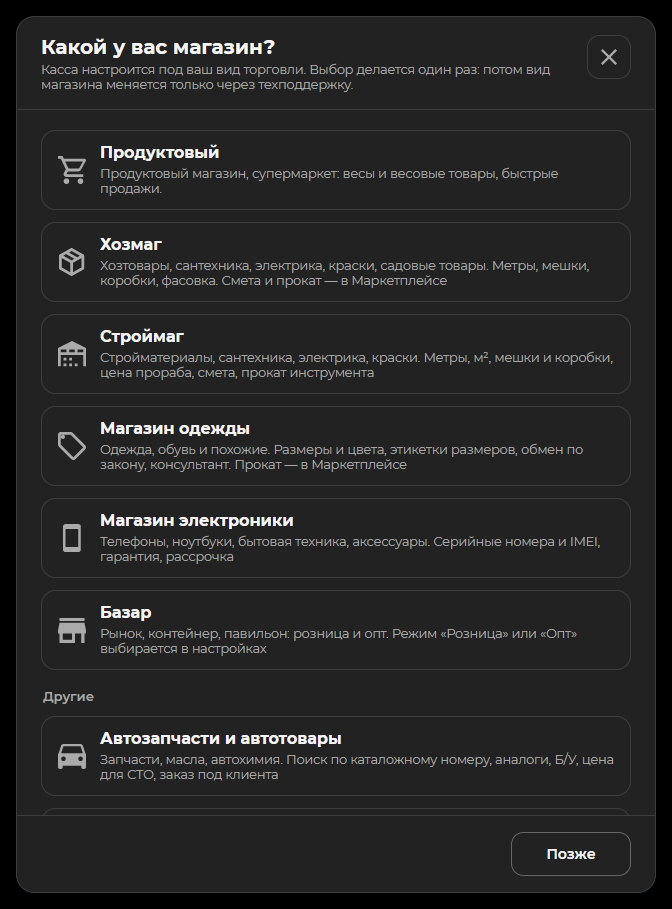 Какой у вас магазин?
Касса настроится под ваш вид торговли. Выбор делается один раз: потом вид
магазина меняется только через техподдержку.
Продуктовый
Продуктовый магазин, супермаркет: весы и весовые товары, быстрые
продажи.
Хозмаг
Хозтовары, сантехника, электрика, краски, садовые товары. Метры, мешки,
коробки, фасовка. Смета и прокат — в Маркетплейсе
Строймаг
Стройматериалы, сантехника, электрика, краски. Метры, м², мешки и коробки,
цена прораба, смета, прокат инструмента
Магазин одежды
Одежда, обувь и похожие. Размеры и цвета, этикетки размеров, обмен по
закону, консультант. Прокат — в Маркетплейсе
Магазин электроники
Телефоны, ноутбуки, бытовая техника, аксессуары. Серийные номера и IMEI,
гарантия, рассрочка
Базар
Рынок, контейнер, павильон: розница и опт. Режим «Розница» или «Опт»
выбирается в настройках
Другие
Автозапчасти и автотовары
Запчасти, масла, автохимия. Поиск по каталожному номеру, аналоги, Б/У, цена
для СТО, заказ под клиента
Позже